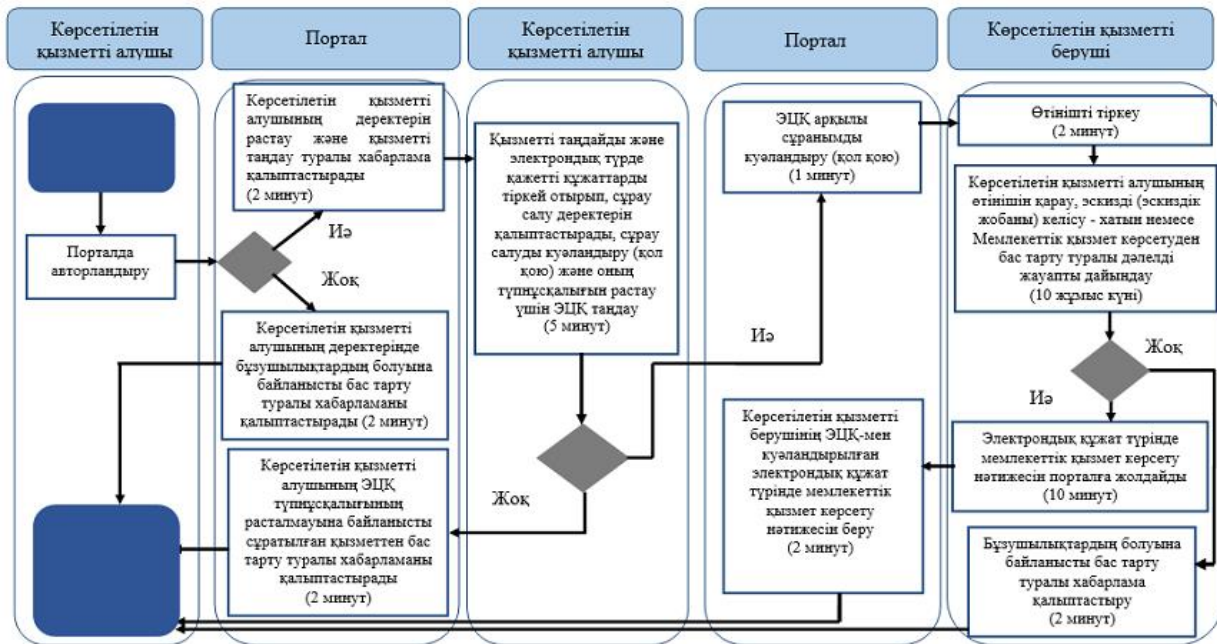 Көрсетілетін
қызметті алушы
Портал
Көрсетілетін
қызметті алушы
Портал
Көрсетілетін қызметті
беруші
Порталда
авторландыру
Көрсетілетін қызметті
алушының деректерін
растау және қызметті
таңдау туралы хабарлама
қалыптастырады
(2 минут)
Иә
Жоқ
Көрсетілетін қызметті
алушының деректерінде
бұзушылықтардың болуына
байланысты бас тарту
туралы хабарламаны
қалыптастырады (2 минут)
Көрсетілетін қызметті
алушының ЭЦҚ
түпнұсқалығының
расталмауына байланысты
сұратылған қызметтен бас
тарту туралы хабарламаны
қалыптастырады
(2 минут)
Қызметті таңдайды және
электрондық түрде
қажетті құжаттарды
тіркей отырып, сұрау
салу деректерін
қалыптастырады, сұрау
салуды куәландыру (қол
қою) және оның
түпнұсқалығын растау
үшін ЭЦҚ таңдау
(5 минут)
Иә
Жоқ
ЭЦҚ арқылы
сұранымды
куәландыру (қол қою)
(1 минут)
Көрсетілетін қызметті
берушінің ЭЦҚ-мен
куәландырылған
электрондық құжат
түрінде мемлекеттік
қызмет көрсету
нәтижесін беру
(2 минут)
Өтінішті тіркеу
(2 минут)
Көрсетілетін қызметті алушының
өтінішін қарау, эскизді (эскиздік
жобаны) келісу - хатын немесе
Мемлекеттік қызмет көрсетуден
бас тарту туралы дәлелді
жауапты дайындау
(10 жұмыс күні)
Жоқ
Иә
Электрондық құжат түрінде
мемлекеттік қызмет көрсету
нәтижесін порталға жолдайды
(10 минут)
Бұзушылықтардың болуына
байланысты бас тарту
туралы хабарлама
қалыптастыру
(2 минут)